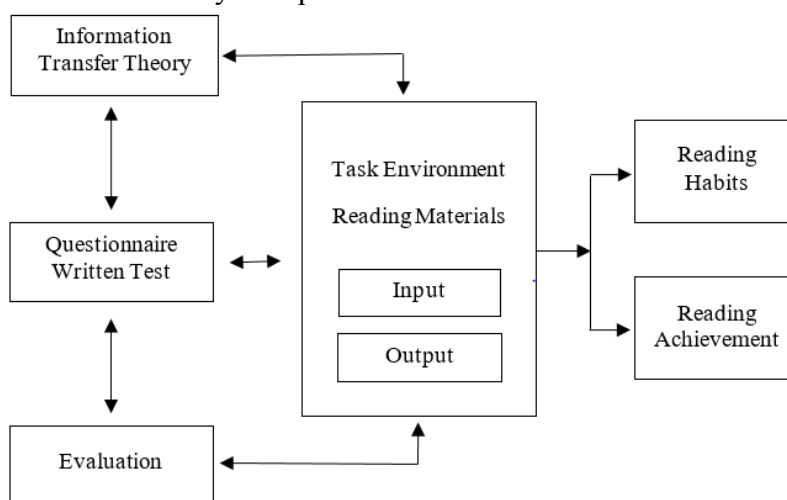 Information
Transfer Theory
Task Environment
Reading Materials
Reading
Habits
Questionnaire
Written Test
Input
Output
Reading
Achievement
Evaluation